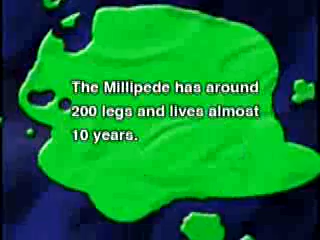 The Millipede has around
200 legs and lives almost
10 years.